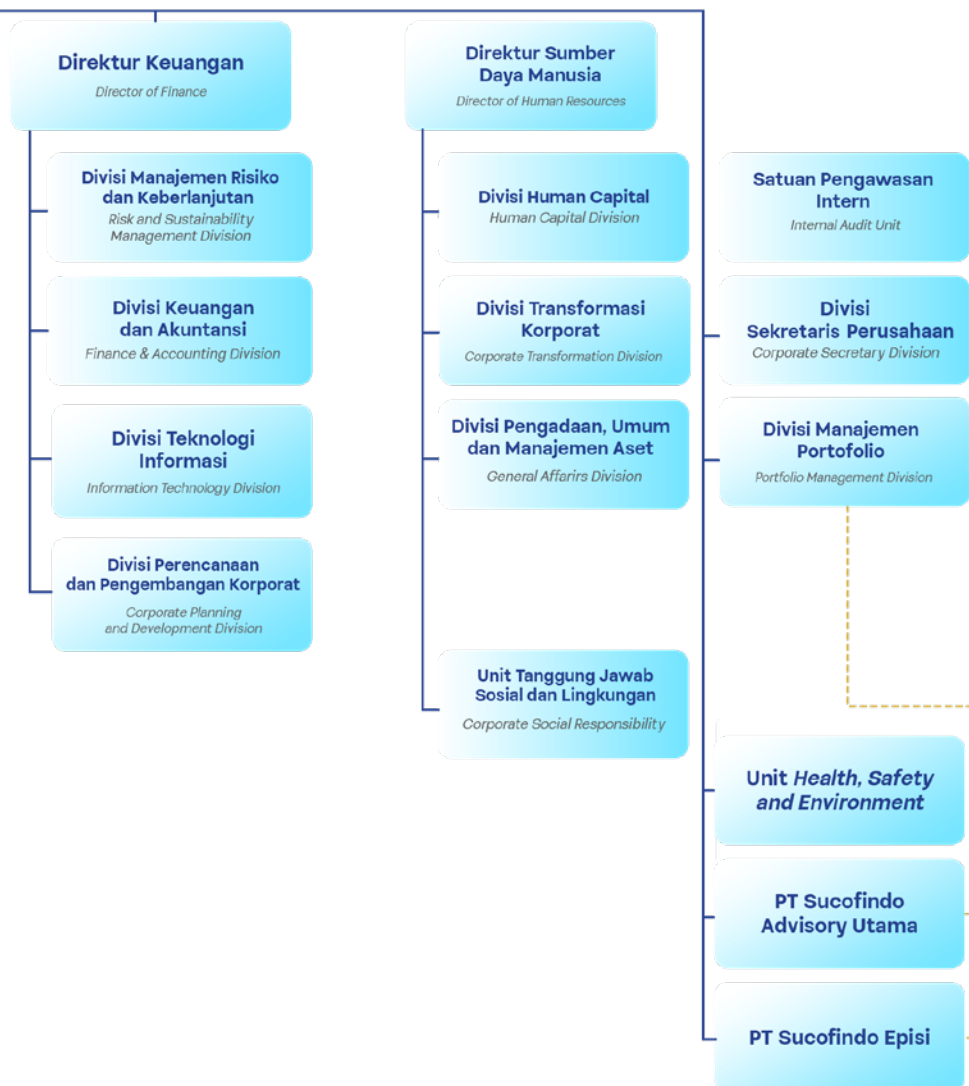 Direktur Keuangan
Director of Finance
Divisi Manajemen Risiko
dan Keberlanjutan
Risk and Sustainability
Management Division
Divisi Keuangan
dan Akuntansi
Finance & Accounting Division
Divisi Teknologi
Informasi
Information Technology Division
Divisi Perencanaan
dan Pengembangan Korporat
Corporate Planning
and Development Division
Direktur Sumber
Daya Manusia
Director of Human Resources
Divisi Human Capital
Human Capital Division
Divisi Transformasi
Korporat
Corporate Transformation Division
Divisi Pengadaan, Umum
dan Manajemen Aset
General Affarirs Division
Unit Tanggung Jawab
Sosial dan Lingkungan
Corporate Social Responsibility
Satuan Pengawasan
Intern
Internal Audit Unit
Divisi
Sekretaris Perusahaan
Corporate Secretary Division
Divisi Manajemen
Portofolio
Portfolio Management Division
Unit Health, Safety
and Environment
PT Sucofindo
Advisory Utama
PT Sucofindo Episi